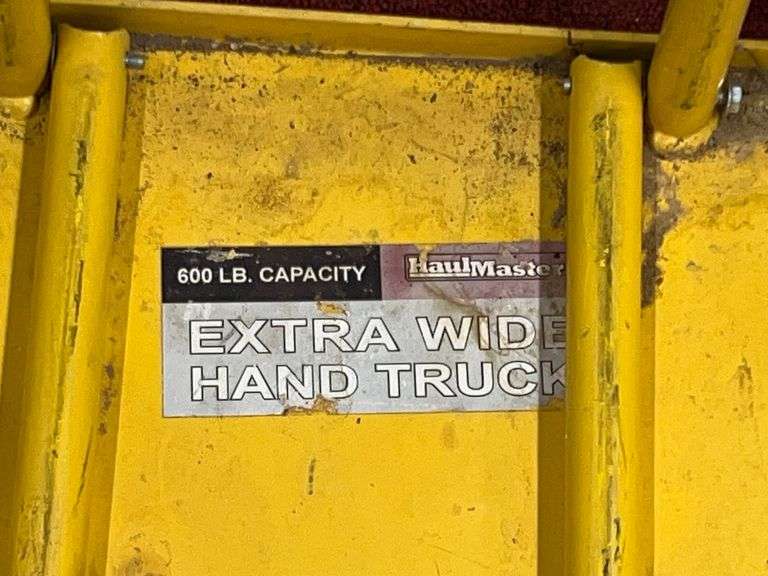 600 LB. CAPACITY HaulMaster
EXTRA WIDE
HAND TRUCK